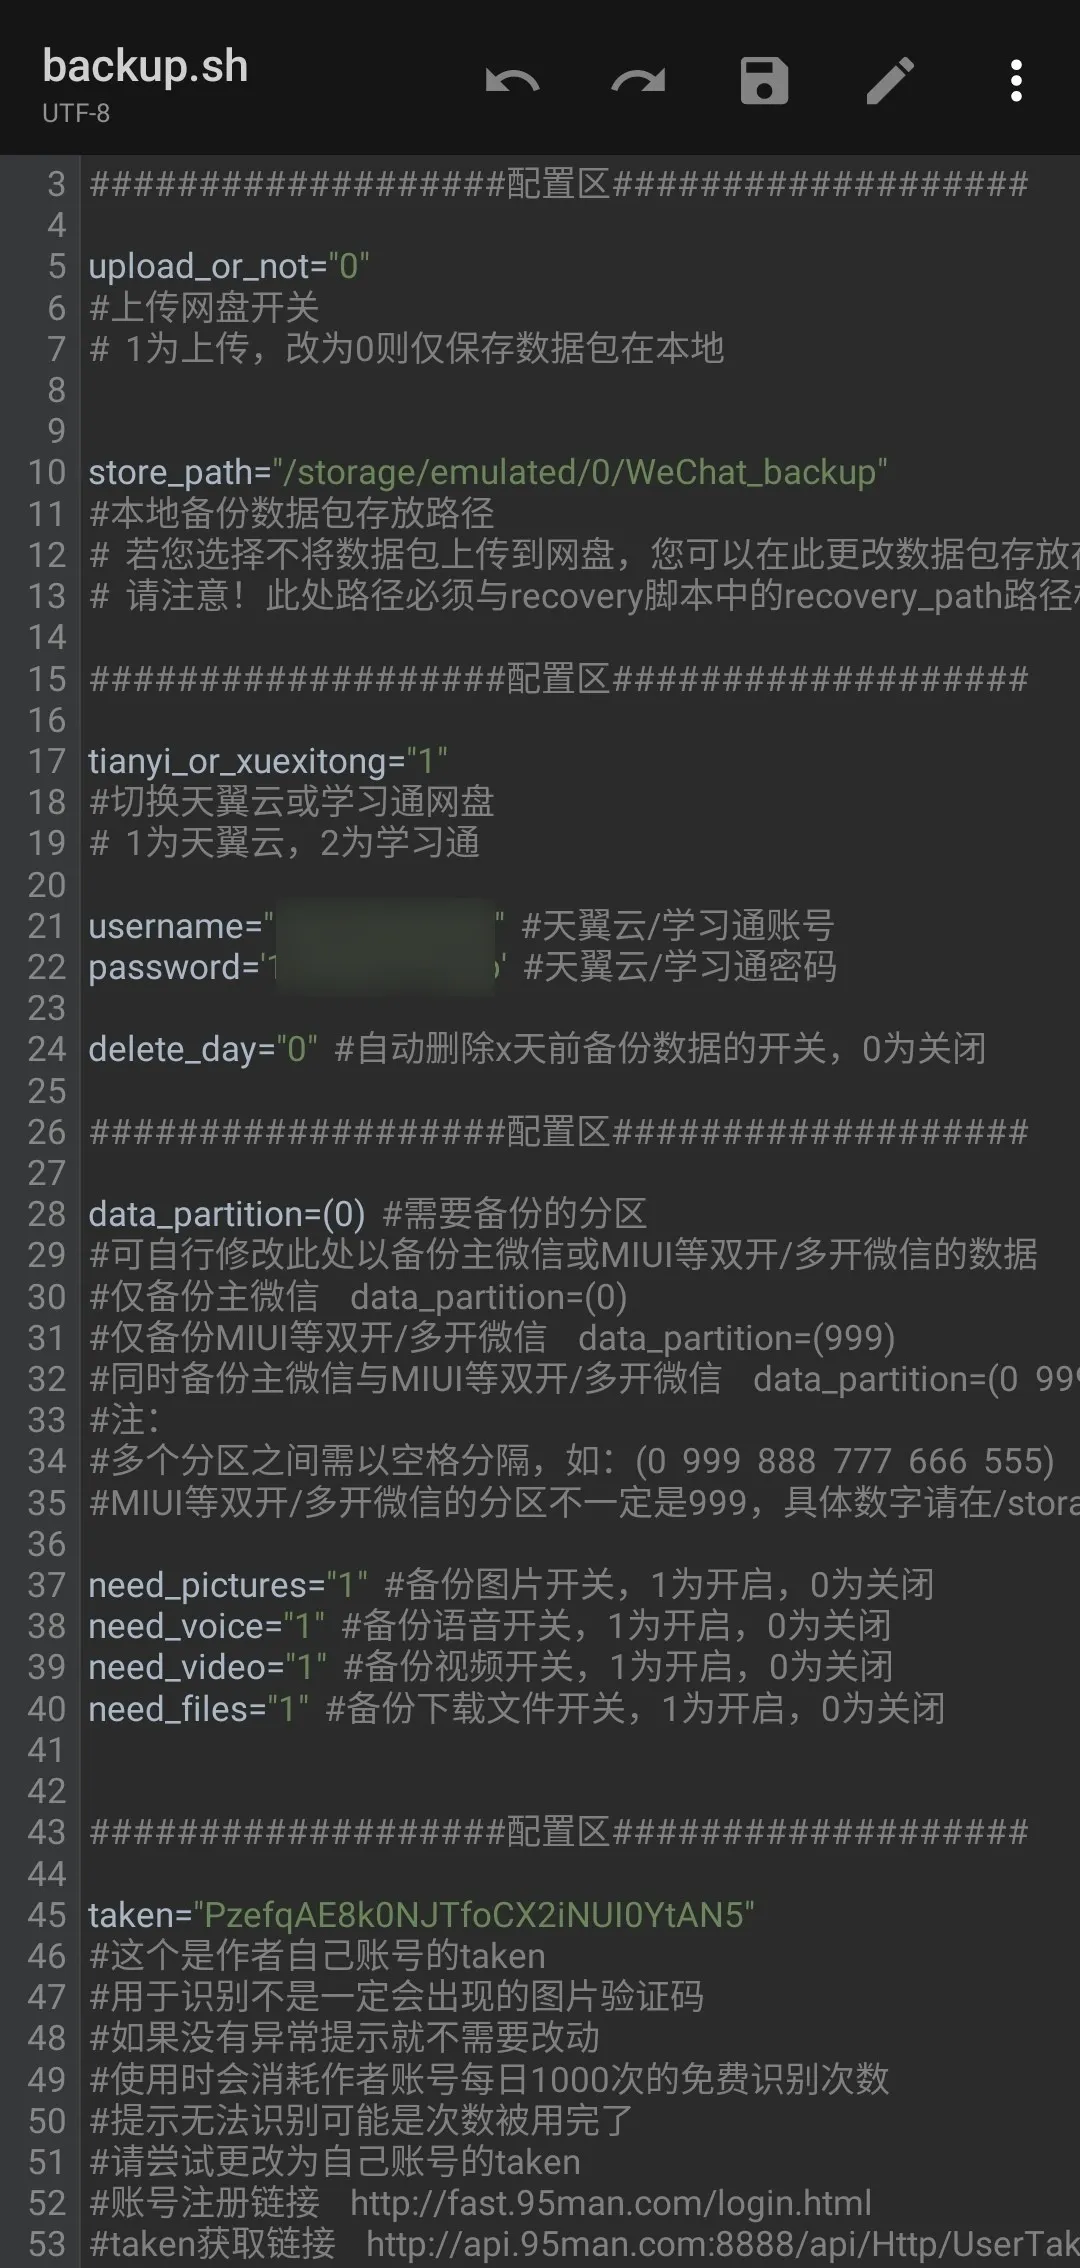 backup.sh
UTF-8
3 ###################配置区###################
4
5 upload_or_not="0"
6 #上传网盘开关
7 # 1为上传，改为0则仅保存数据包在本地
8
9
10 store_path="/storage/emulated/0/WeChat_backup"
11 #本地备份数据包存放路径
12 # 若您选择不将数据包上传到网盘，您可以在此更改数据包存放
13 # 请注意！此处路径必须与recovery脚本中的recovery_path路径
14
15 ###################配置区###################
16
17 tianyi_or_xuexitong="1"
18 #切换天翼云或学习通网盘
19 # 1为天翼云，2为学习通
20
21 username=" " #天翼云/学习通账号
22 password=' ' #天翼云/学习通密码
23
24 delete_day="0" #自动删除x天前备份数据的开关，0为关闭
25
26 ###################配置区###################
27
28 data_partition=(0) #需要备份的分区
29 #可自行修改此处以备份主微信或MIUI等双开/多开微信的数据
30 #仅备份主微信 data_partition=(0)
31 #仅备份MIUI等双开/多开微信 data_partition=(999)
32 #同时备份主微信与MIUI等双开/多开微信 data_partition=(0 99
33 #注：
34 #多个分区之间需以空格分隔，如：(0 999 888 777 666 555)
35 #MIUI等双开/多开微信的分区不一定是999，具体数字请在/stora
36
37 need_pictures="1" #备份图片开关，1为开启，0为关闭
38 need_voice="1" #备份语音开关，1为开启，0为关闭
39 need_video="1" #备份视频开关，1为开启，0为关闭
40 need_files="1" #备份下载文件开关，1为开启，0为关闭
41
42
43 ###################配置区###################
44
45 taken="PzefqAE8k0NJTfoCX2iNUI0YtAN5"
46 #这个是作者自己账号的taken
47 #用于识别不是一定会出现的图片验证码
48 #如果没有异常提示就不需要改动
49 #使用时会消耗作者账号每日1000次的免费识别次数
50 #提示无法识别可能是次数被用完了
51 #请尝试更改为自己账号的taken
52 #账号注册链接 http://fast.95man.com/login.html
53 #taken获取链接 http://api.95man.com:8888/api/Http/UserTak